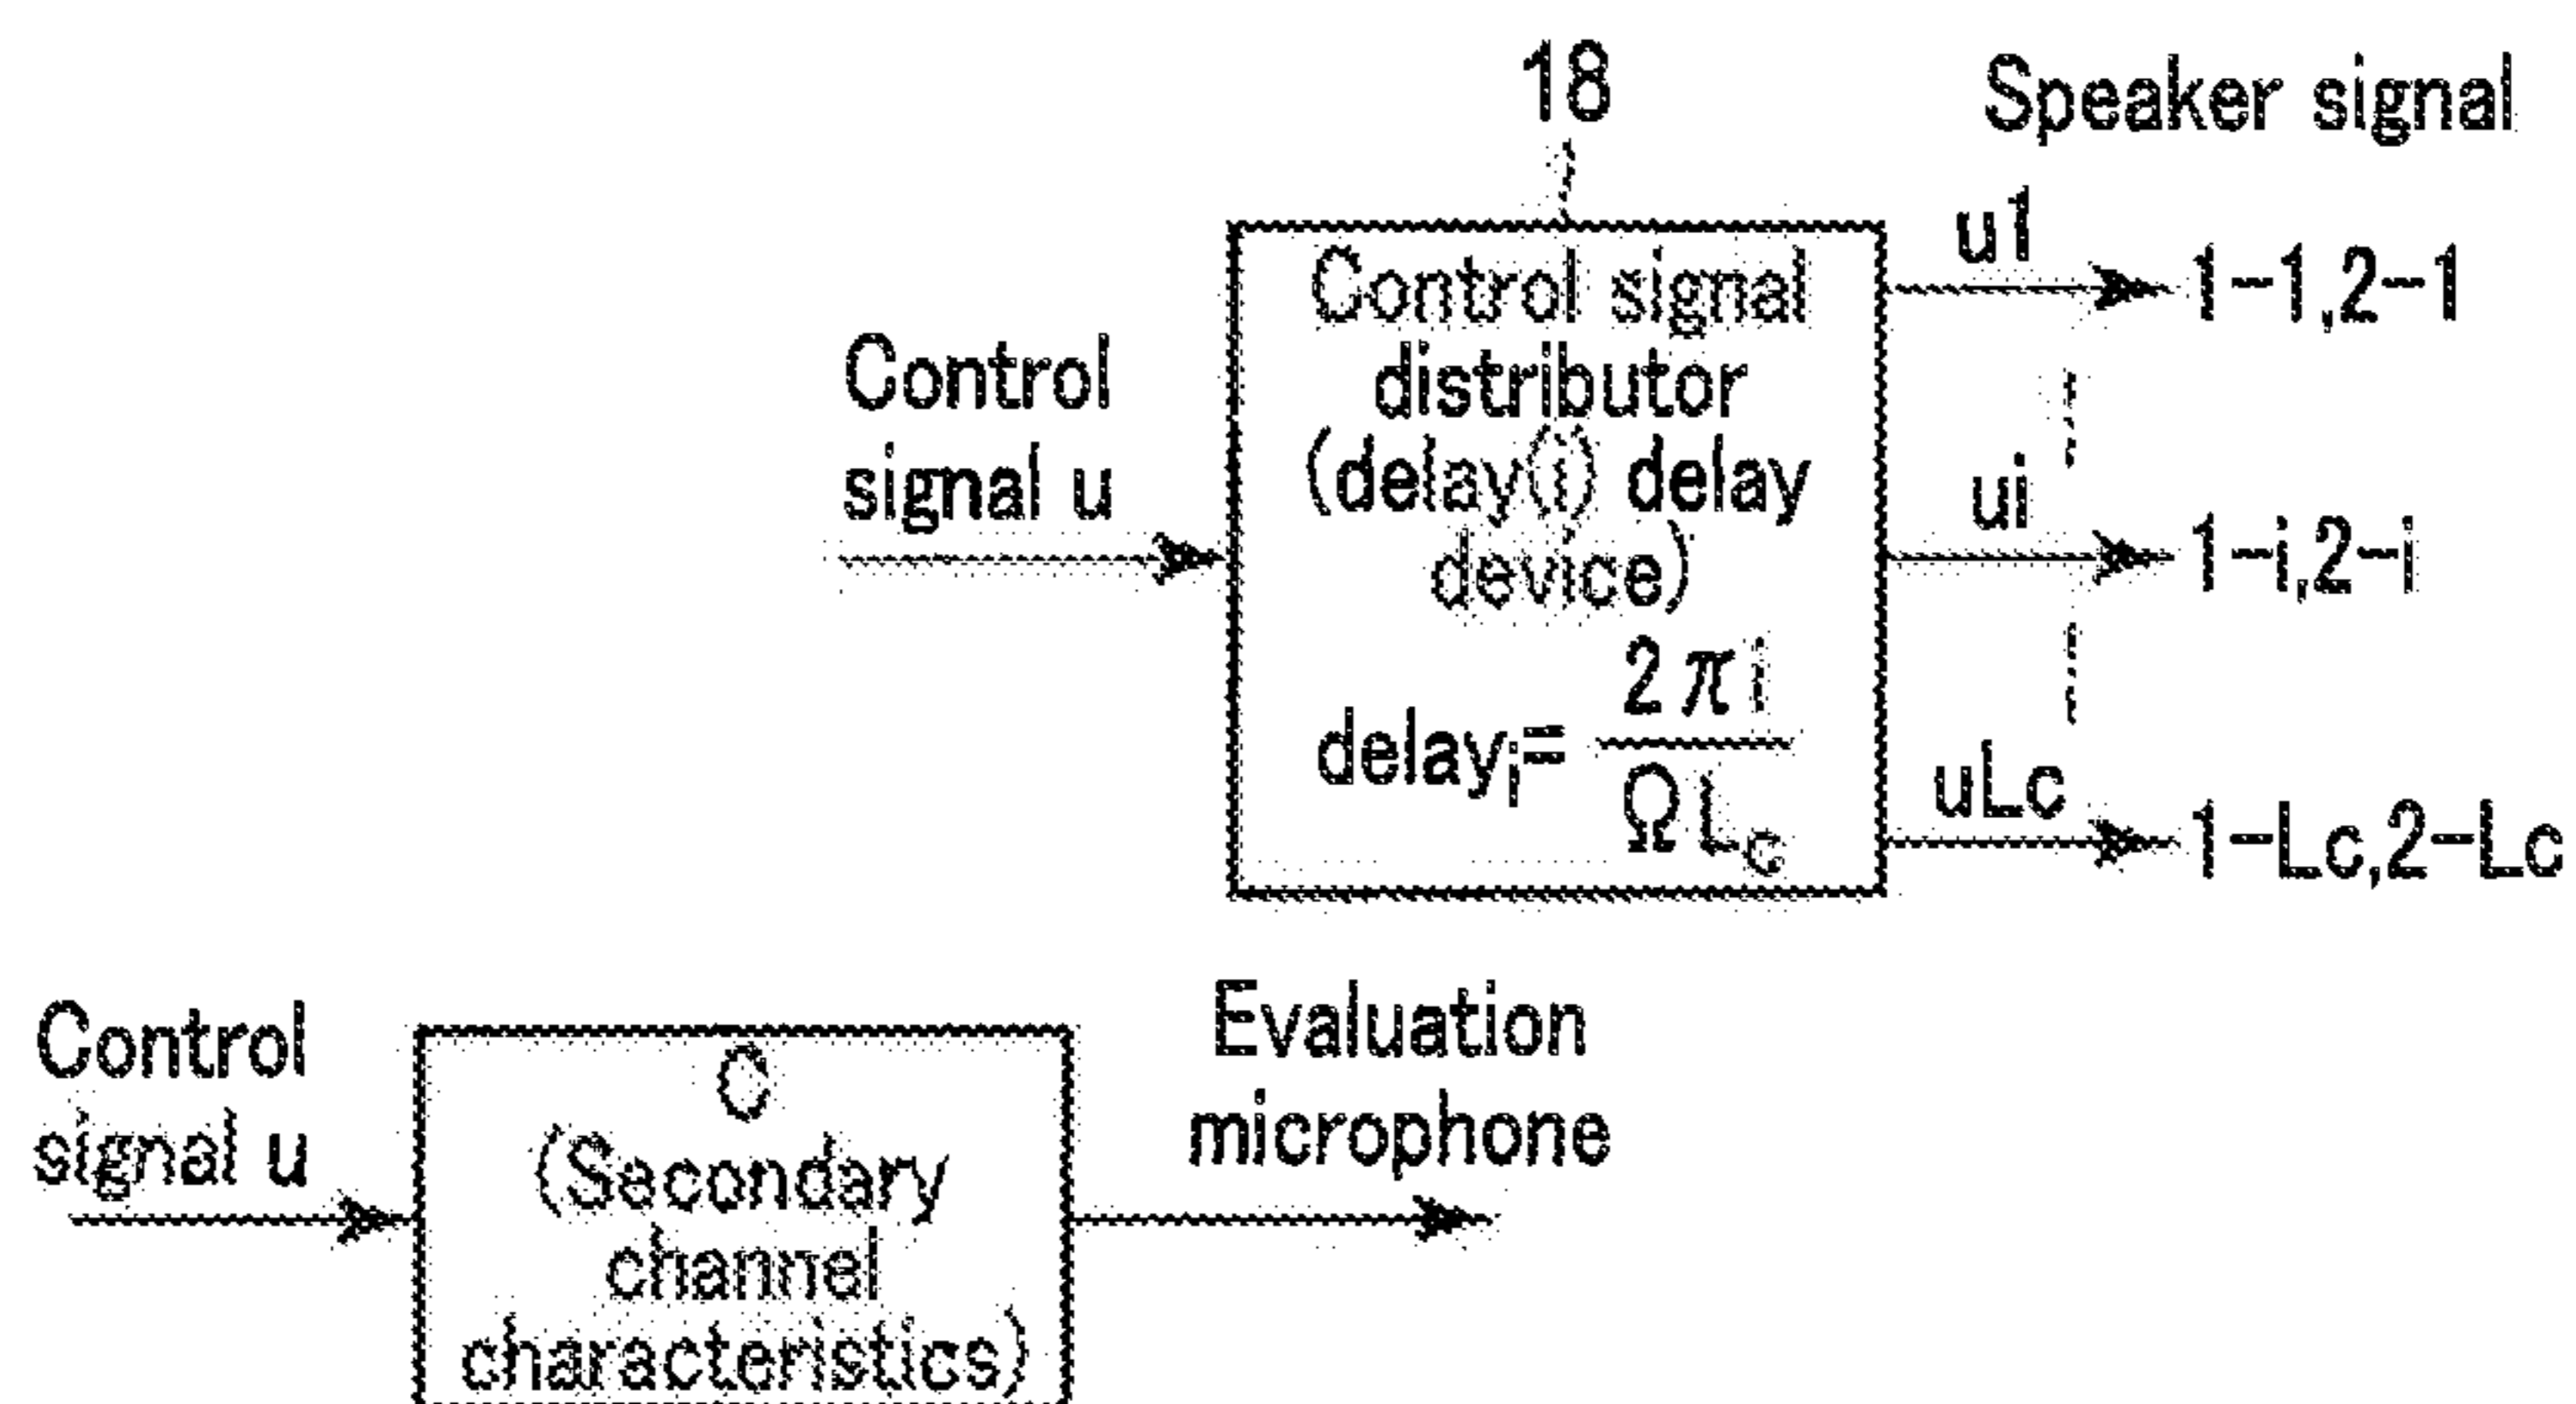 18
Speaker signal
Control
signal u
Control signal
distributor
(delay(i) delay
device)
delayᵢ= 2πi / ΩL꜀
u1
1-1,2-1
ui
1-i,2-i
uLc
1-Lc,2-Lc
Control
signal u
C
(Secondary
channel
characteristics)
Evaluation
microphone